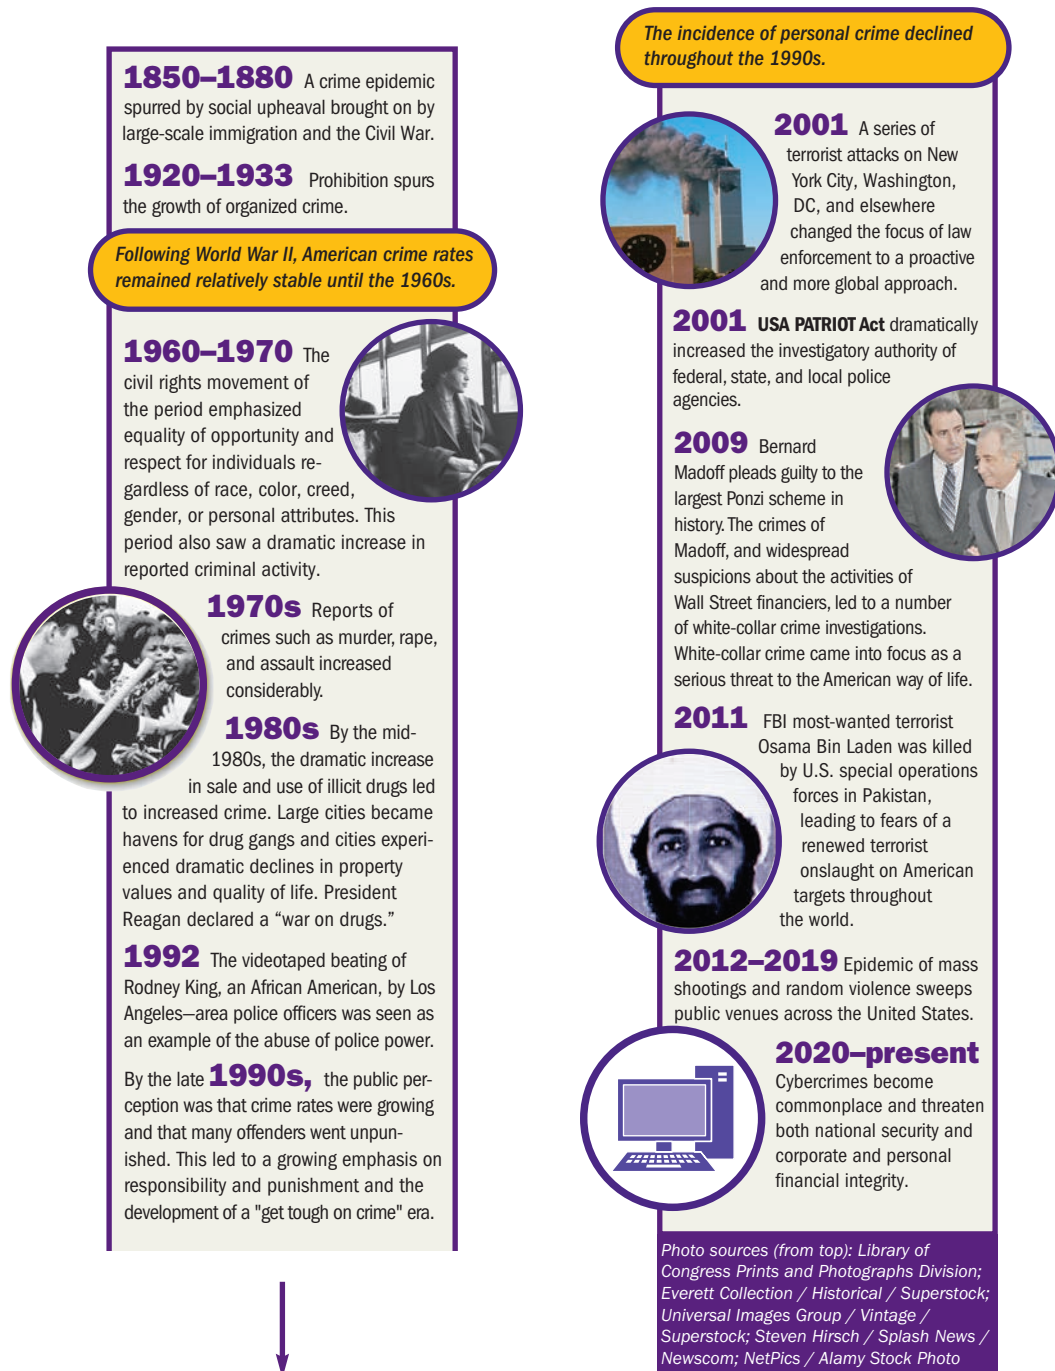 1850–1880 A crime epidemic
spurred by social upheaval brought on by
large-scale immigration and the Civil War.
1920–1933 Prohibition spurs
the growth of organized crime.
Following World War II, American crime rates
remained relatively stable until the 1960s.
1960–1970 The
civil rights movement of
the period emphasized
equality of opportunity and
respect for individuals re-
gardless of race, color, creed,
gender, or personal attributes. This
period also saw a dramatic increase in
reported criminal activity.
1970s Reports of
crimes such as murder, rape,
and assault increased
considerably.
1980s By the mid-
1980s, the dramatic increase
in sale and use of illicit drugs led
to increased crime. Large cities became
havens for drug gangs and cities experi-
enced dramatic declines in property
values and quality of life. President
Reagan declared a “war on drugs.”
1992 The videotaped beating of
Rodney King, an African American, by Los
Angeles—area police officers was seen as
an example of the abuse of police power.
By the late 1990s, the public per-
ception was that crime rates were growing
and that many offenders went unpun-
ished. This led to a growing emphasis on
responsibility and punishment and the
development of a "get tough on crime" era.
The incidence of personal crime declined
throughout the 1990s.
2001 A series of
terrorist attacks on New
York City, Washington,
DC, and elsewhere
changed the focus of law
enforcement to a proactive
and more global approach.
2001 USA PATRIOT Act dramatically
increased the investigatory authority of
federal, state, and local police
agencies.
2009 Bernard
Madoff pleads guilty to the
largest Ponzi scheme in
history. The crimes of
Madoff, and widespread
suspicions about the activities of
Wall Street financiers, led to a number
of white-collar crime investigations.
White-collar crime came into focus as a
serious threat to the American way of life.
2011 FBI most-wanted terrorist
Osama Bin Laden was killed
by U.S. special operations
forces in Pakistan,
leading to fears of a
renewed terrorist
onslaught on American
targets throughout
the world.
2012–2019 Epidemic of mass
shootings and random violence sweeps
public venues across the United States.
2020–present
Cybercrimes become
commonplace and threaten
both national security and
corporate and personal
financial integrity.
Photo sources (from top): Library of
Congress Prints and Photographs Division;
Everett Collection / Historical / Superstock;
Universal Images Group / Vintage /
Superstock; Steven Hirsch / Splash News /
Newscom; NetPics / Alamy Stock Photo